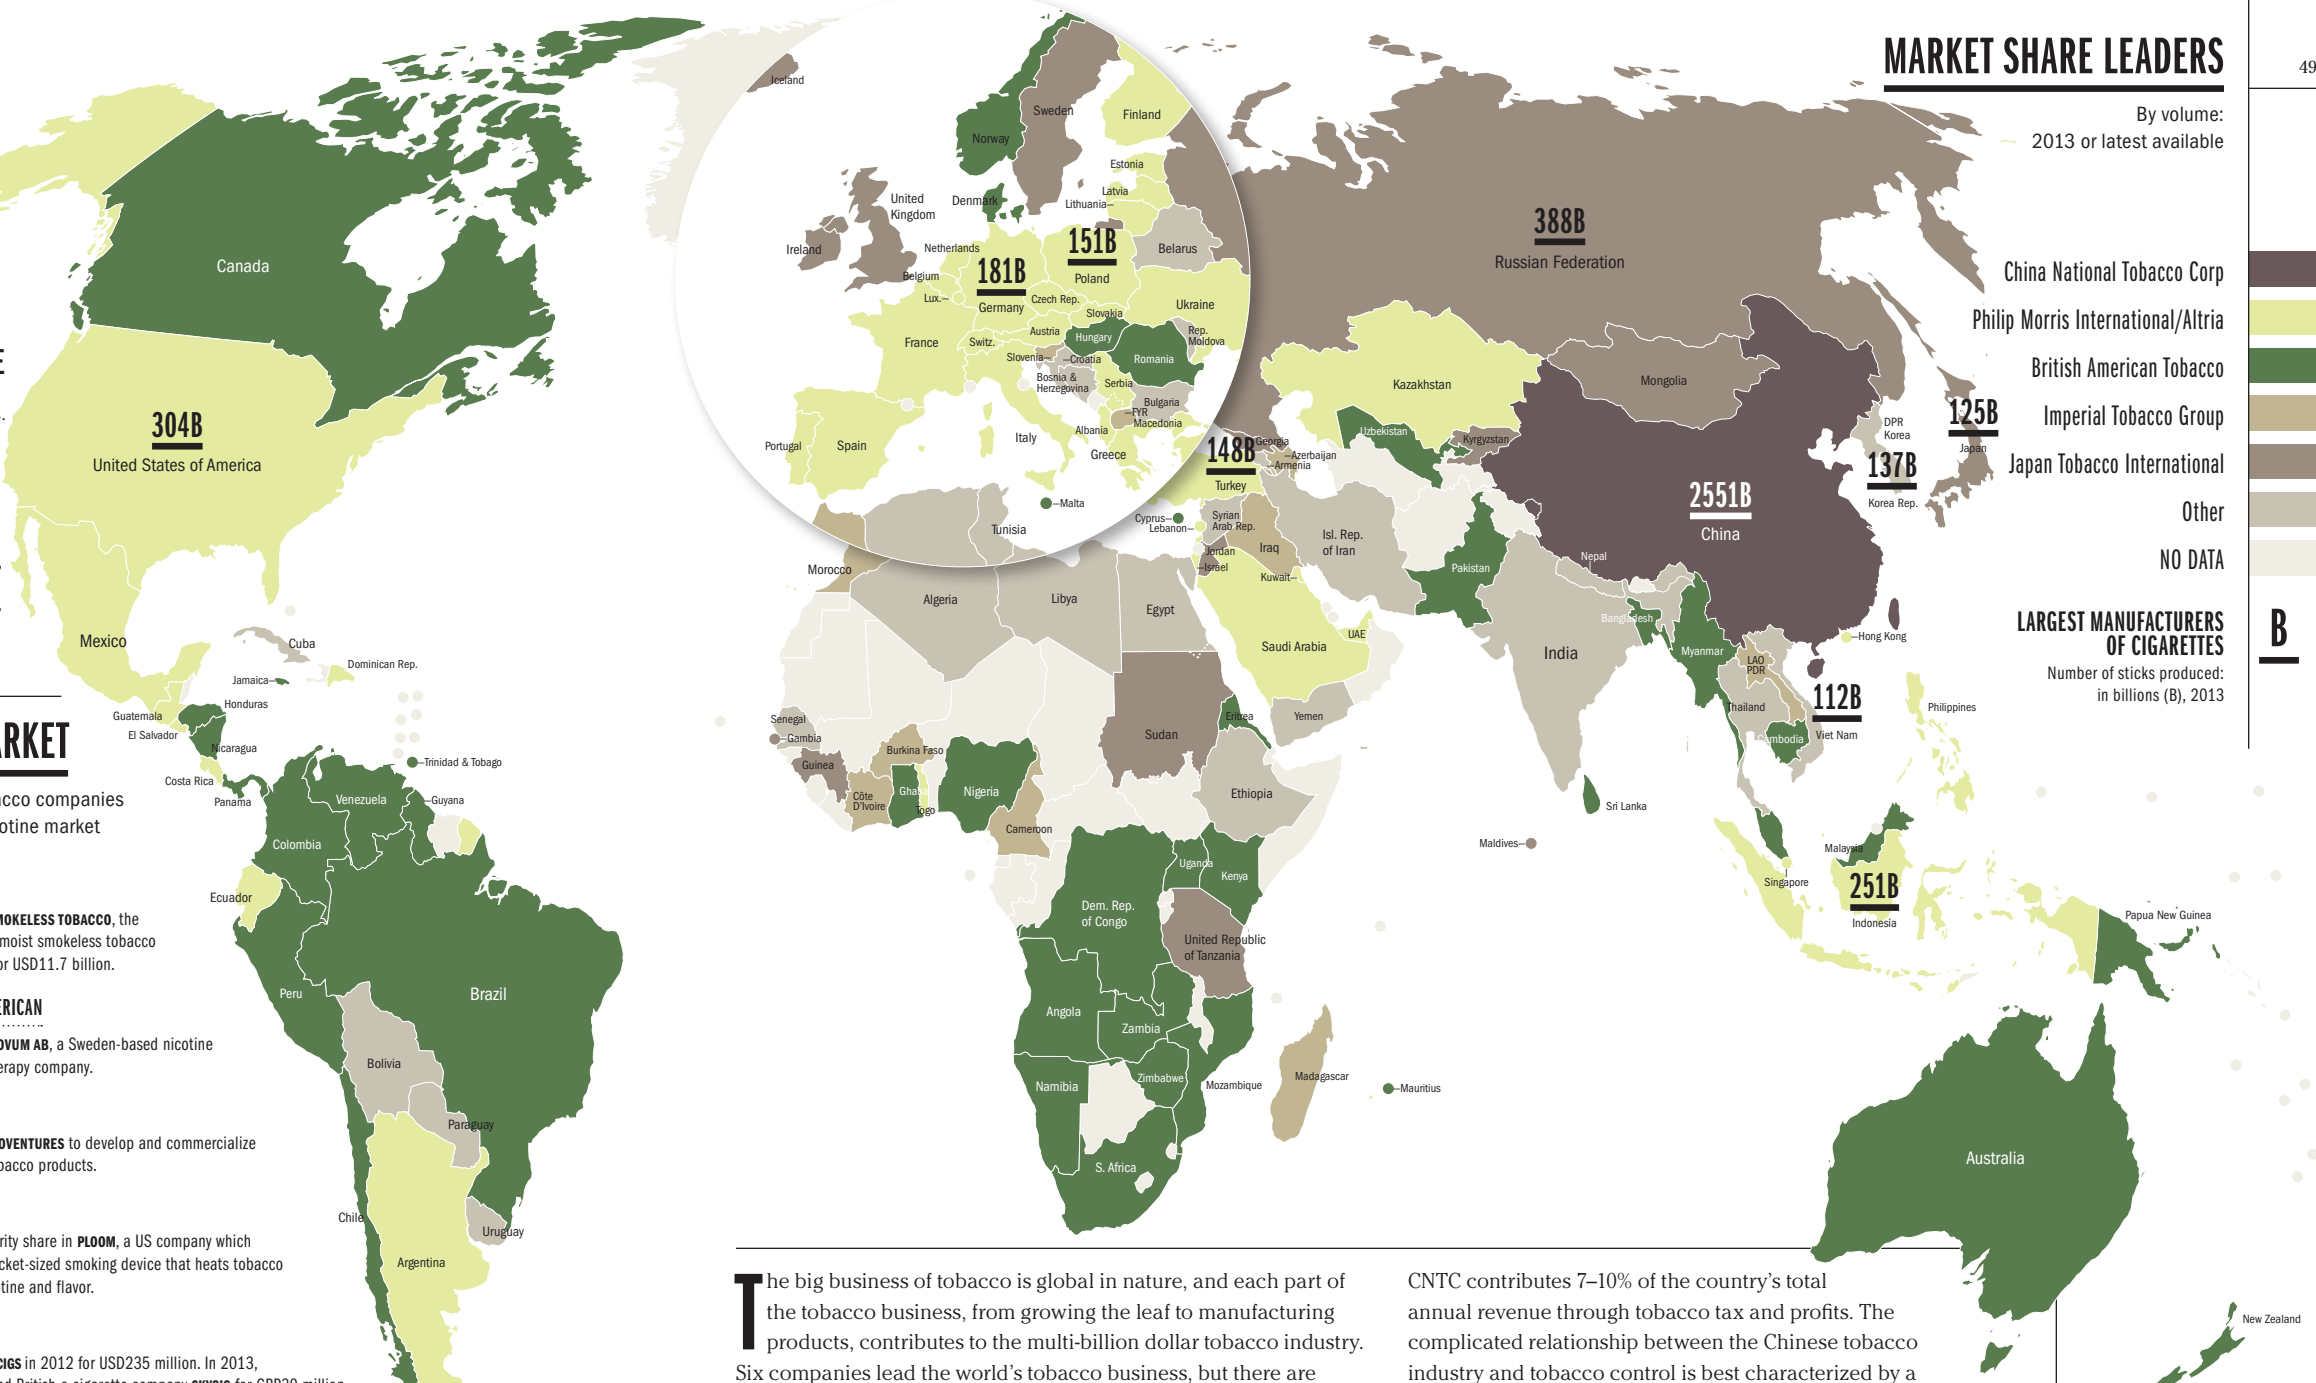 MARKET SHARE LEADERS
49
By volume:
2013 or latest available
China National Tobacco Corp
Philip Morris International/Altria
British American Tobacco
Imperial Tobacco Group
Japan Tobacco International
Other
NO DATA
LARGEST MANUFACTURERS
OF CIGARETTES
B
Number of sticks produced:
in billions (B), 2013
Iceland
Sweden
Norway
Finland
Estonia
Latvia
Lithuania
Denmark
United
Kingdom
Ireland
Netherlands
Belgium
Lux.
181B
Germany
151B
Poland
Belarus
Ukraine
Czech Rep.
Slovakia
Austria
Hungary
Rep.
Moldova
Romania
France
Switz.
Slovenia
Croatia
Bosnia &
Herzegovina
Serbia
Bulgaria
FYR
Macedonia
Albania
Greece
Italy
Portugal
Spain
Malta
Tunisia
Canada
304B
United States of America
Mexico
Cuba
Dominican Rep.
Jamaica
Honduras
Guatemala
El Salvador
Nicaragua
Costa Rica
Panama
Trinidad & Tobago
Venezuela
Guyana
Colombia
Ecuador
Peru
Brazil
Bolivia
Paraguay
Chile
Uruguay
Argentina
388B
Russian Federation
Kazakhstan
Mongolia
Uzbekistan
Kyrgyzstan
Georgia
Azerbaijan
Armenia
148B
Turkey
Cyprus
Lebanon
Syrian
Arab Rep.
Jordan
Israel
Iraq
Kuwait
Isl. Rep.
of Iran
Saudi Arabia
UAE
Yemen
Pakistan
India
Nepal
Bangladesh
Myanmar
2551B
China
DPR
Korea
137B
Korea Rep.
125B
Japan
Hong Kong
LAO
PDR
Thailand
112B
Viet Nam
Cambodia
Philippines
Sri Lanka
Maldives
Malaysia
Singapore
251B
Indonesia
Papua New Guinea
Australia
New Zealand
Morocco
Algeria
Libya
Egypt
Senegal
Gambia
Guinea
Burkina Faso
Côte
D'Ivoire
Ghana
Togo
Nigeria
Cameroon
Sudan
Eritrea
Ethiopia
Uganda
Kenya
Dem. Rep.
of Congo
United Republic
of Tanzania
Angola
Zambia
Zimbabwe
Namibia
Mozambique
Madagascar
Mauritius
S. Africa
E
ARKET
acco companies
otine market
MOKELESS TOBACCO, the
moist smokeless tobacco
or USD11.7 billion.
ERICAN
OVUM AB, a Sweden-based nicotine
erapy company.
OVENTURES to develop and commercialize
bacco products.
rity share in PLOOM, a US company which
cket-sized smoking device that heats tobacco
tine and flavor.
CIGS in 2012 for USD235 million. In 2013,
The big business of tobacco is global in nature, and each part of
the tobacco business, from growing the leaf to manufacturing
products, contributes to the multi-billion dollar tobacco industry.
Six companies lead the world's tobacco business, but there are
CNTC contributes 7–10% of the country's total
annual revenue through tobacco tax and profits. The
complicated relationship between the Chinese tobacco
industry and tobacco control is best characterized by a